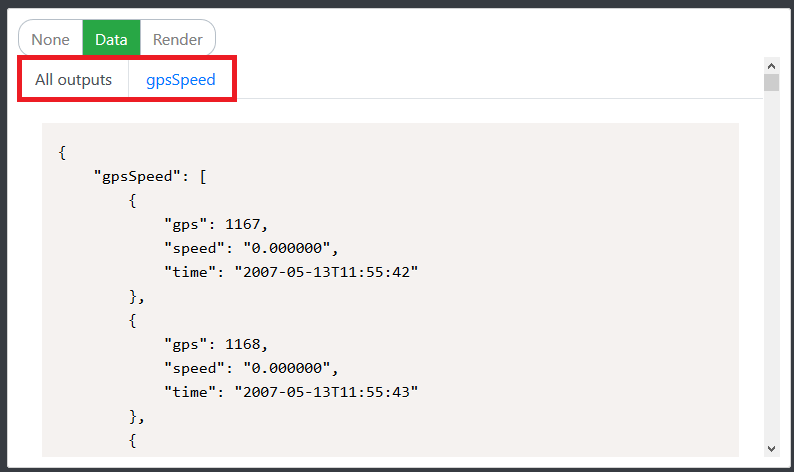 None Data Render
All outputs gpsSpeed
{
    "gpsSpeed": [
        {
            "gps": 1167,
            "speed": "0.000000",
            "time": "2007-05-13T11:55:42"
        },
        {
            "gps": 1168,
            "speed": "0.000000",
            "time": "2007-05-13T11:55:43"
        },
        {